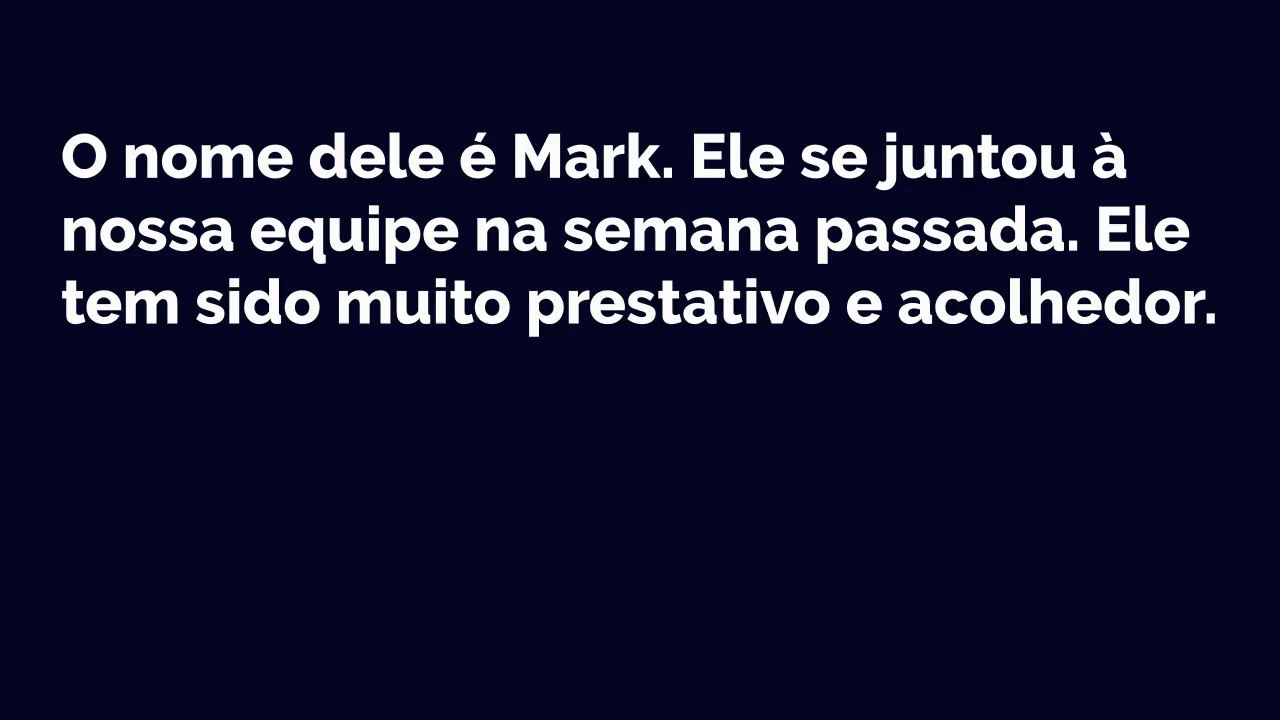 O nome dele é Mark. Ele se juntou à
nossa equipe na semana passada. Ele
tem sido muito prestativo e acolhedor.